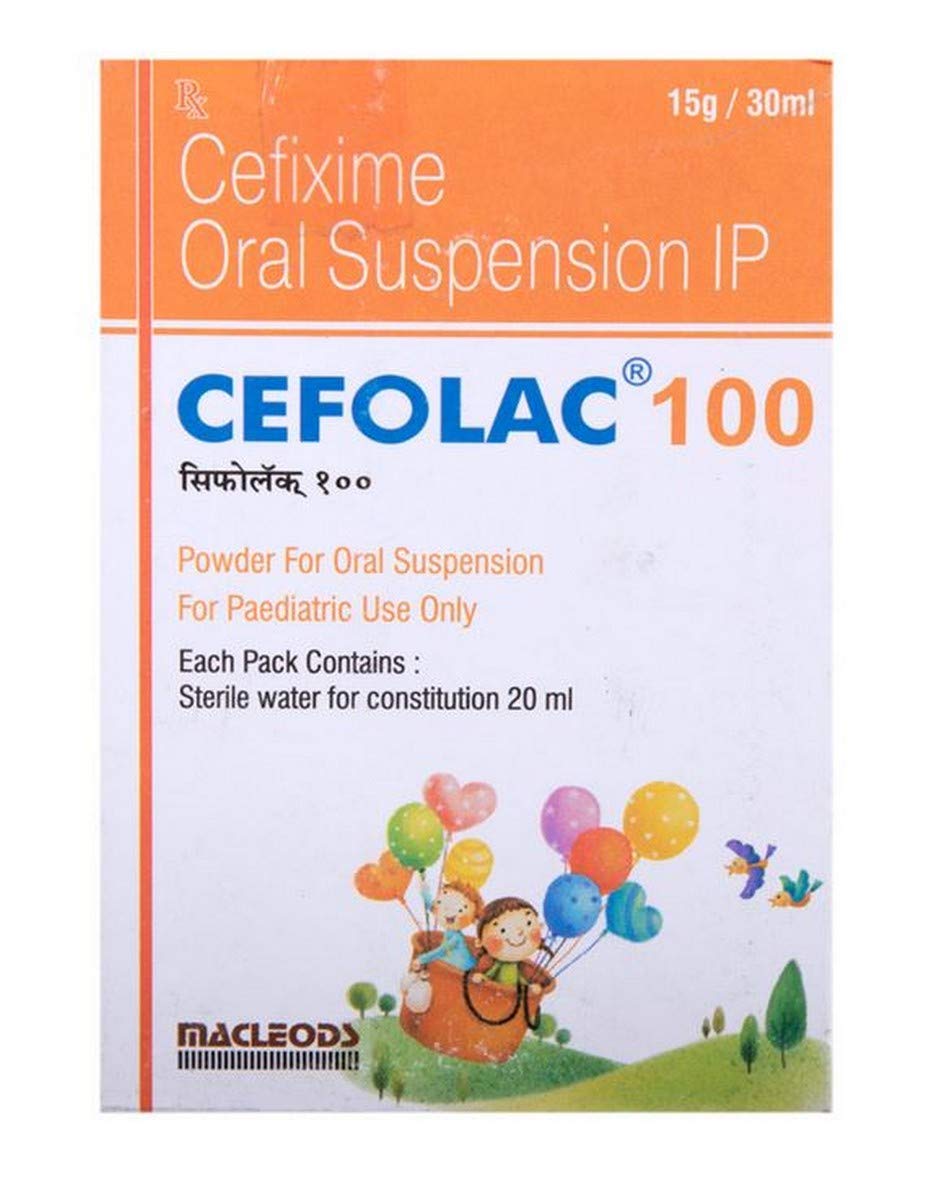 Rx
15g / 30ml
Cefixime
Oral Suspension IP
CEFOLAC® 100
सिफोलॅक् १००
Powder For Oral Suspension
For Paediatric Use Only
Each Pack Contains :
Sterile water for constitution 20 ml
MACLEODS